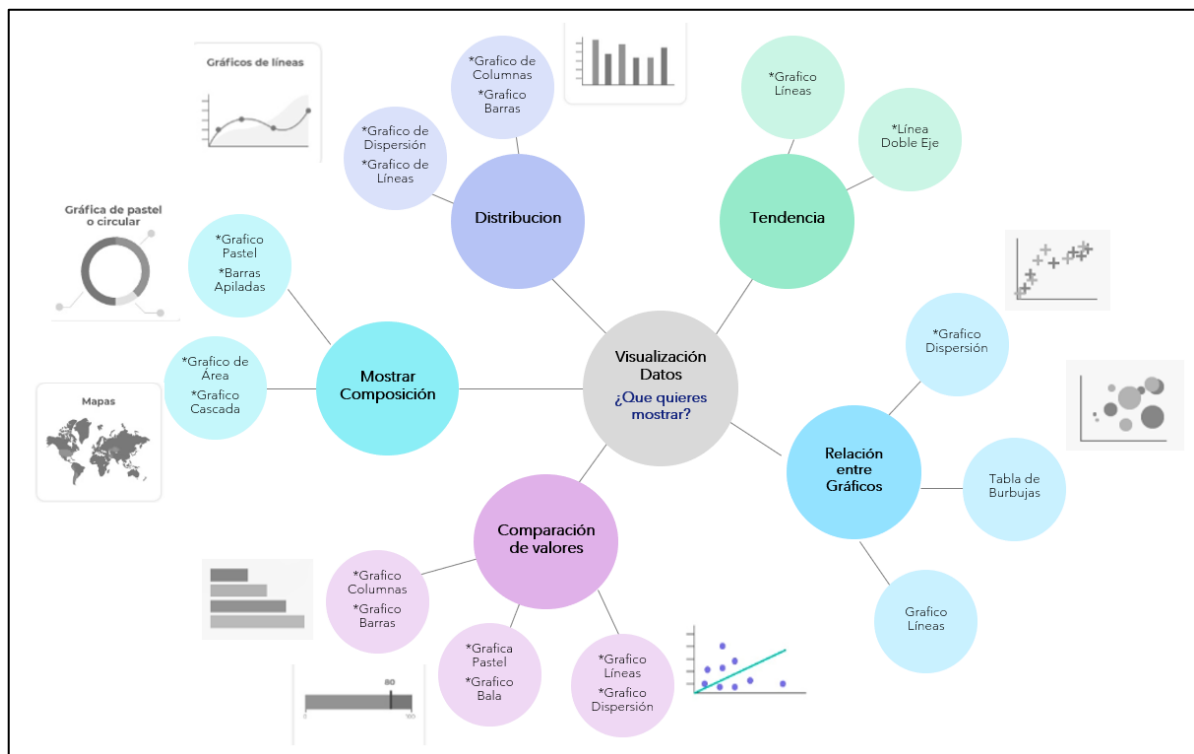 Gráficos de líneas
*Grafico de
Columnas
*Grafico
Barras
*Grafico de
Dispersión
*Grafico de
Líneas
Distribucion
*Grafico
Líneas
*Línea
Doble Eje
Tendencia
Gráfica de pastel
o circular
*Grafico
Pastel
*Barras
Apiladas
*Grafico de
Área
*Grafico
Cascada
Mostrar
Composición
Mapas
Visualización
Datos
¿Que quieres
mostrar?
*Grafico
Dispersión
Relación
entre
Gráficos
Tabla de
Burbujas
Grafico
Líneas
Comparación
de valores
*Grafico
Columnas
*Grafico
Barras
*Grafica
Pastel
*Grafico
Bala
*Grafico
Líneas
*Grafico
Dispersión
80
0